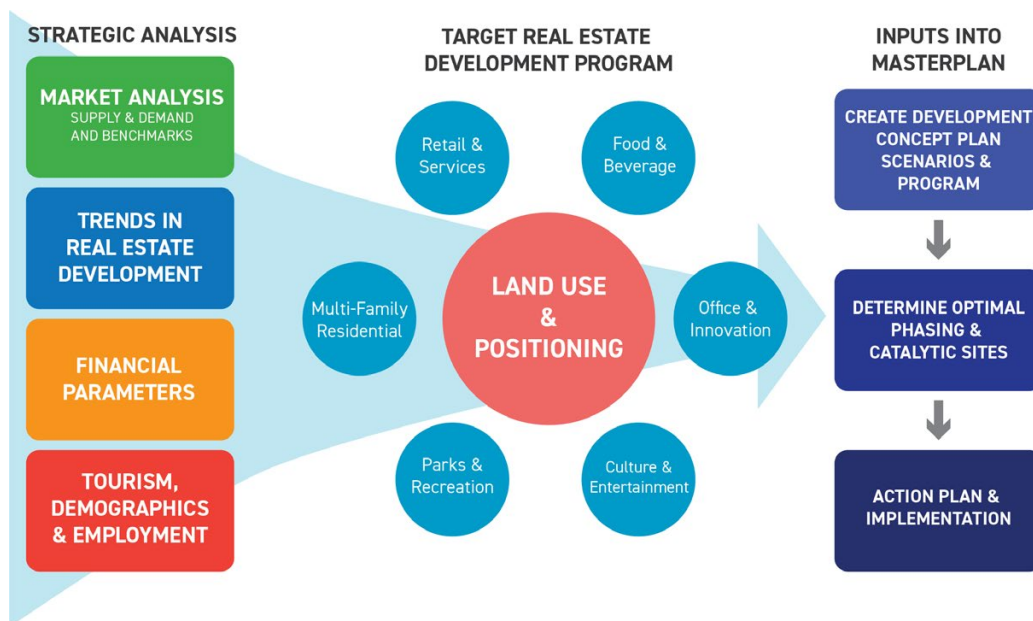 STRATEGIC ANALYSIS
MARKET ANALYSIS
SUPPLY & DEMAND
AND BENCHMARKS
TRENDS IN
REAL ESTATE
DEVELOPMENT
FINANCIAL
PARAMETERS
TOURISM,
DEMOGRAPHICS
& EMPLOYMENT
TARGET REAL ESTATE
DEVELOPMENT PROGRAM
Retail &
Services
Food &
Beverage
Multi-Family
Residential
LAND USE
&
POSITIONING
Office &
Innovation
Parks &
Recreation
Culture &
Entertainment
INPUTS INTO
MASTERPLAN
CREATE DEVELOPMENT
CONCEPT PLAN
SCENARIOS &
PROGRAM
DETERMINE OPTIMAL
PHASING &
CATALYTIC SITES
ACTION PLAN &
IMPLEMENTATION